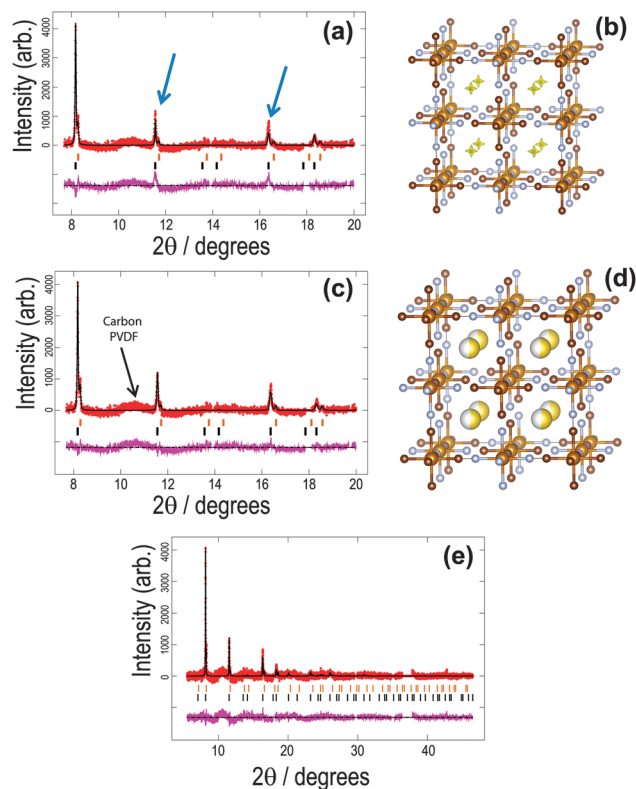 (a)
(b)
Intensity (arb.)
4000
3000
2000
1000
0
8 10 12 14 16 18 20
2θ / degrees
(c)
(d)
Intensity (arb.)
4000
3000
2000
1000
0
Carbon
PVDF
8 10 12 14 16 18 20
2θ / degrees
(e)
Intensity (arb.)
4000
3000
2000
1000
0
10 20 30 40
2θ / degrees